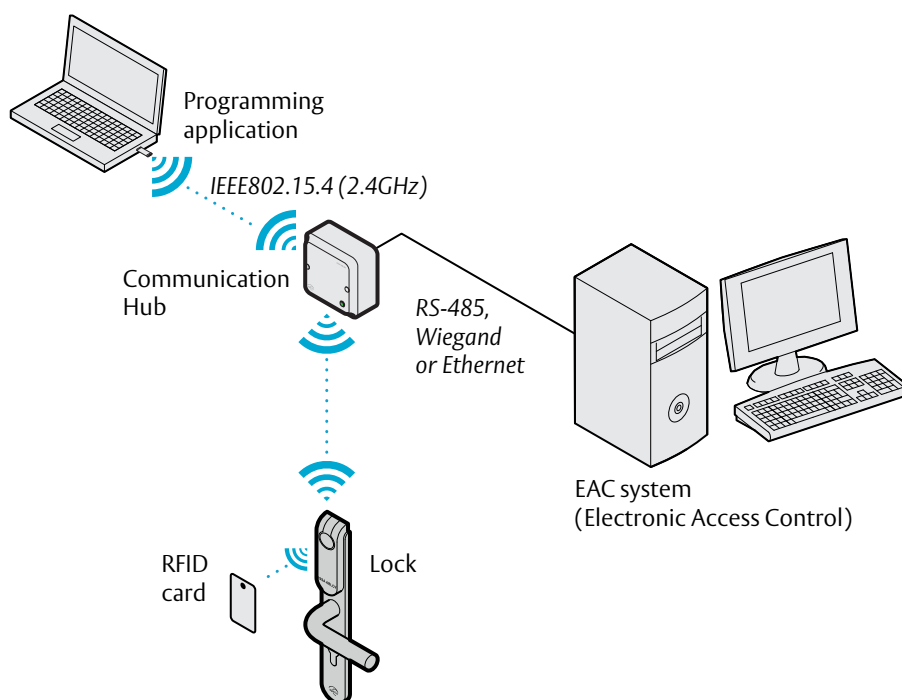 Programming
application
IEEE802.15.4 (2.4GHz)
Communication
Hub
RS-485,
Wiegand
or Ethernet
EAC system
(Electronic Access Control)
RFID
card
Lock